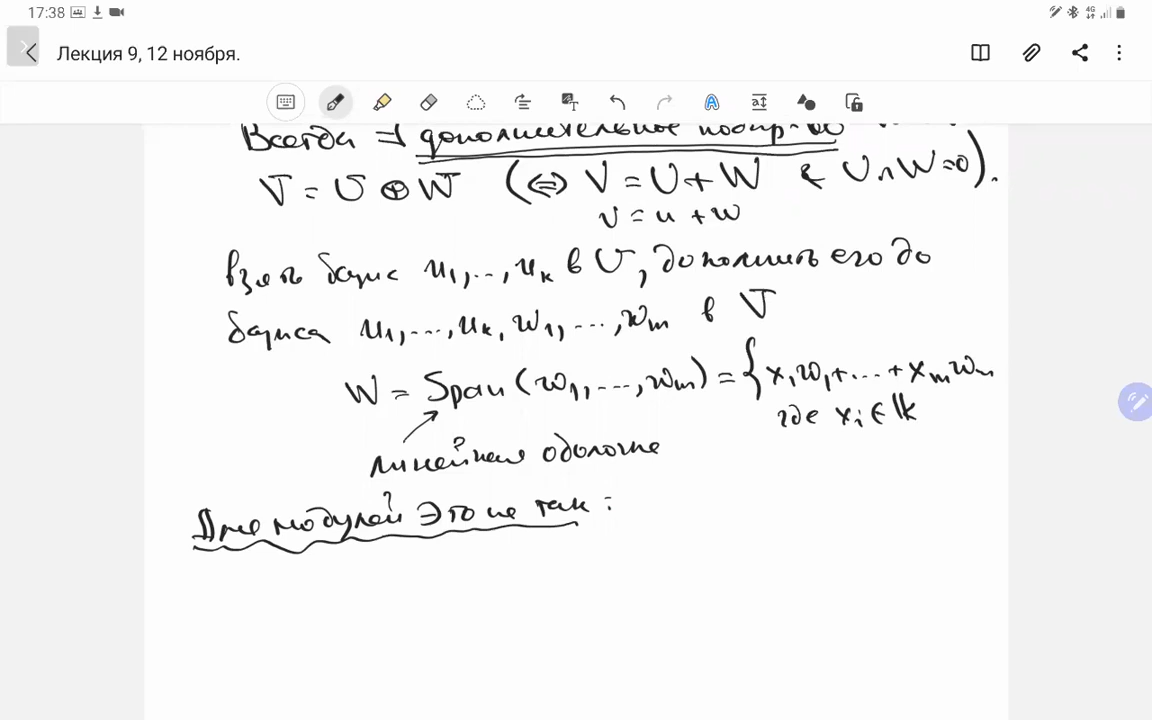 17:38
4G
Лекция 9, 12 ноября.
Всегда ∃ дополнительное подпр-во
V = U ⊕ W (⇔ V = U + W & U ∩ W = 0).
v = u + w
Взять базис u₁,..., uₖ в U, дополнить его до
базиса u₁,..., uₖ, w₁,..., wₘ в V
W = Span(w₁,..., wₘ) = { x₁w₁+...+xₘwₘ
где xᵢ ∈ 𝕜
линейная оболочка
Для модулей это не так: